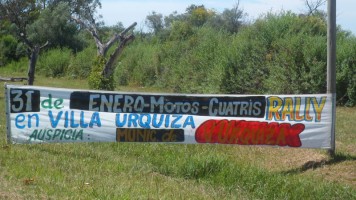 31 de ENERO-MOTOS-CUATRIS RALLY
en VILLA URQUIZA
AUSPICIA: